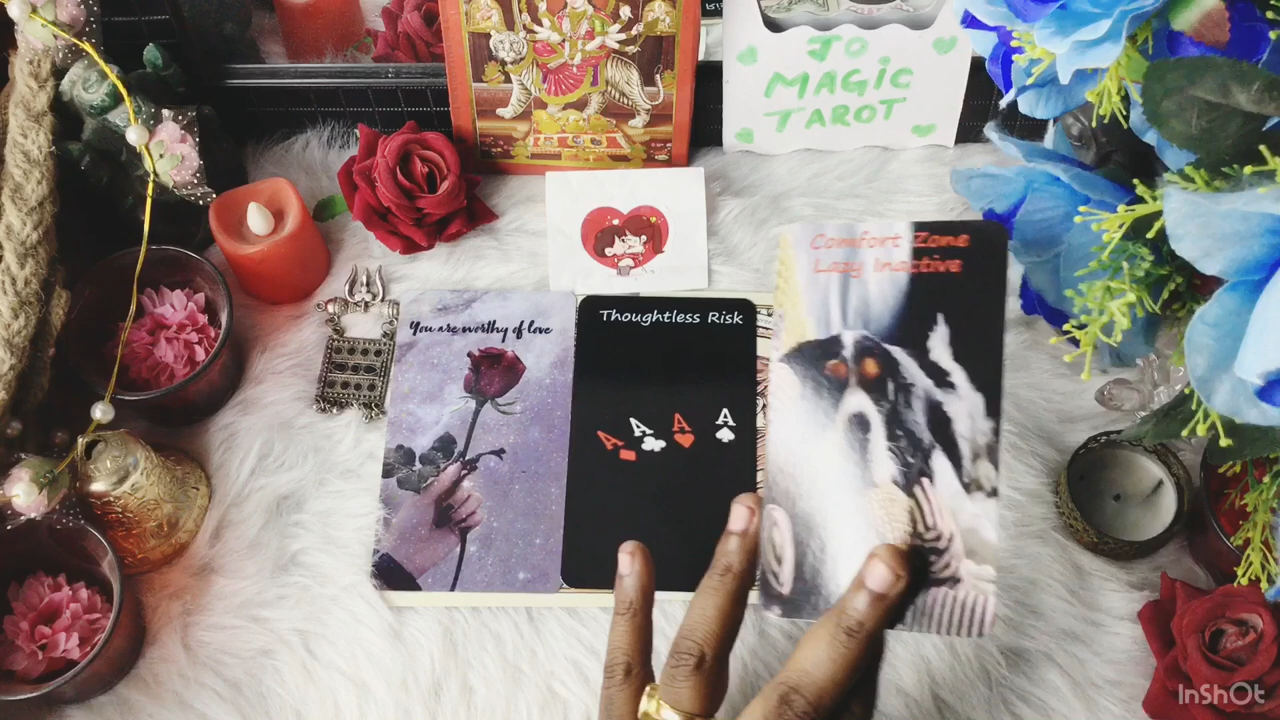 JO
MAGIC
TAROT
You are worthy of love
Thoughtless Risk
A A A A
Comfort Zone
Lazy Inactive
InShOt